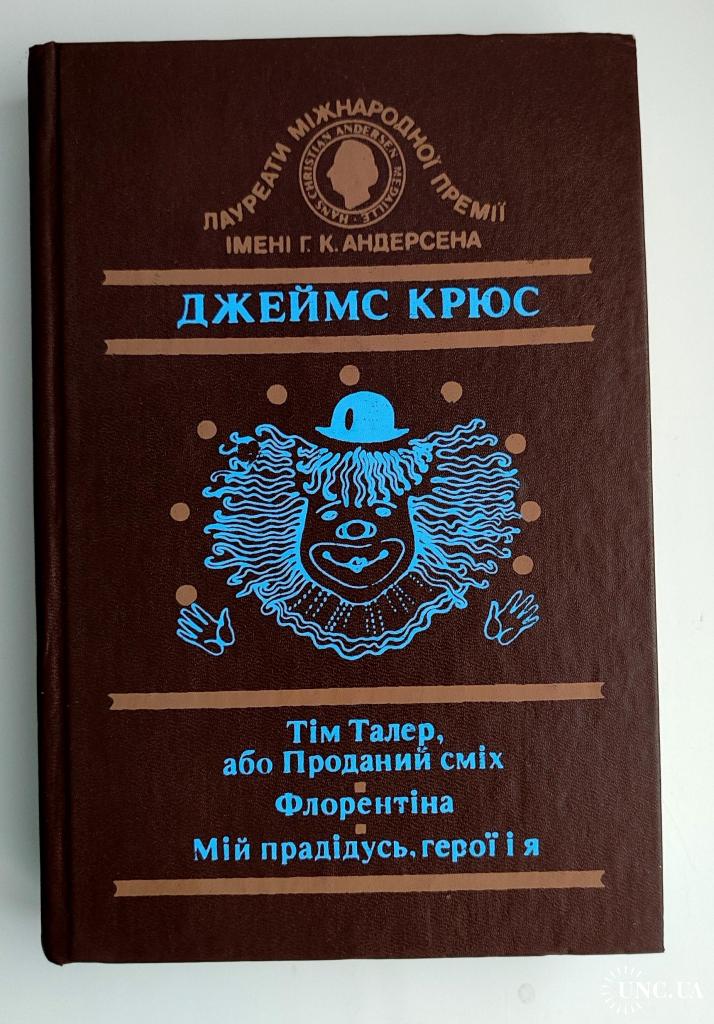 ЛАУРЕАТИ МІЖНАРОДНОЇ ПРЕМІЇ
HANS CHRISTIAN ANDERSEN MEDAILLE
ІМЕНІ Г. К. АНДЕРСЕНА
ДЖЕЙМС КРЮС
Тім Талер,
або Проданий сміх
Флорентіна
Мій прадідусь, герої і я
UNC.UA